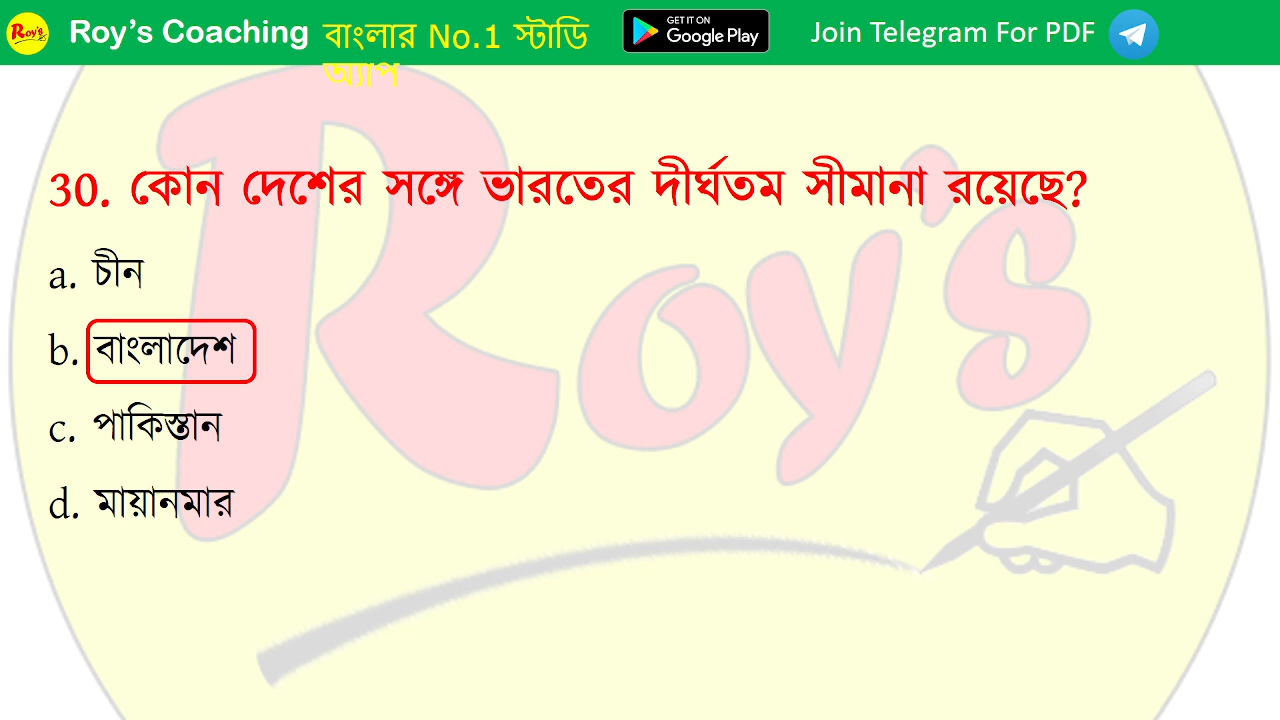 Roy's
Roy's Coaching
বাংলার No.1 স্টাডি
অ্যাপ
GET IT ON
Google Play
Join Telegram For PDF
30. কোন দেশের সঙ্গে ভারতের দীর্ঘতম সীমানা রয়েছে?
a. চীন
b. বাংলাদেশ
c. পাকিস্তান
d. মায়ানমার
Roy's